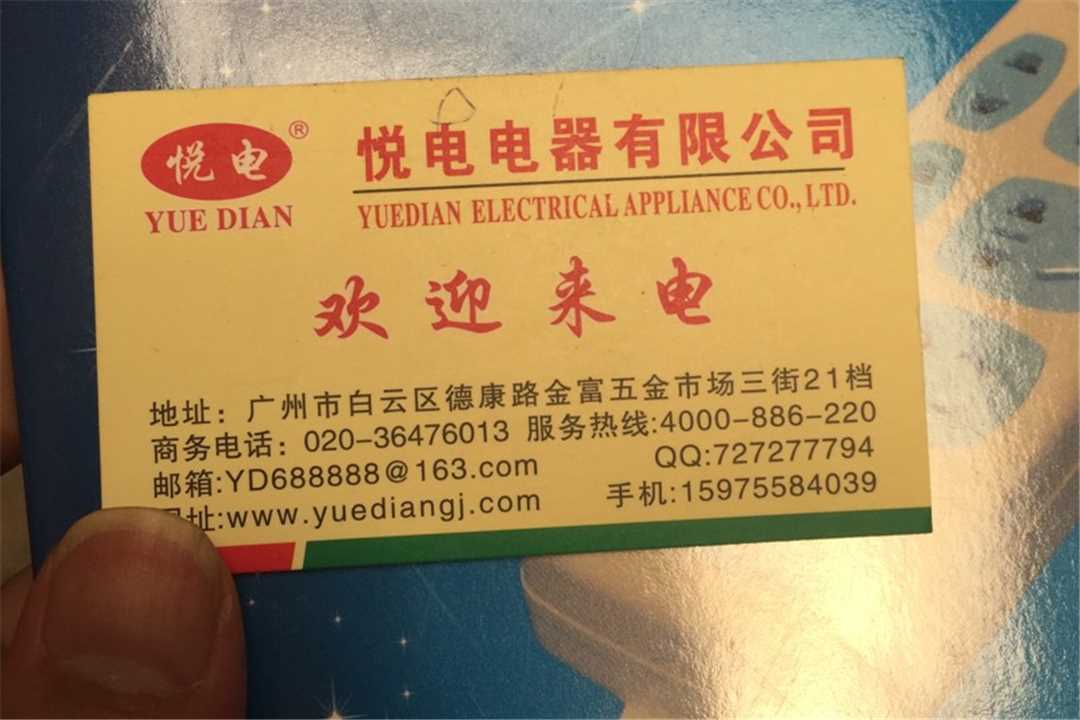 悦电®
YUE DIAN
悦电电器有限公司
YUEDIAN ELECTRICAL APPLIANCE CO., LTD.
欢迎来电
地址：广州市白云区德康路金富五金市场三街21档
商务电话：020-36476013 服务热线:4000-886-220
邮箱:YD688888@163.com QQ:727277794
网址:www.yuediangj.com 手机:15975584039